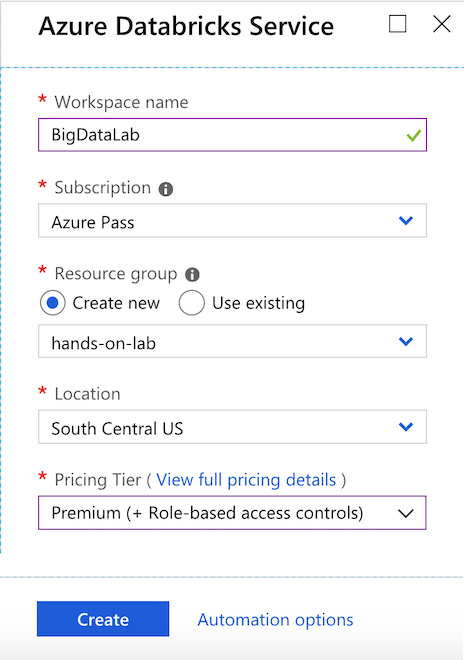 Azure Databricks Service
* Workspace name
BigDataLab
* Subscription
Azure Pass
* Resource group
Create new Use existing
hands-on-lab
* Location
South Central US
* Pricing Tier ( View full pricing details )
Premium (+ Role-based access controls)
Create Automation options